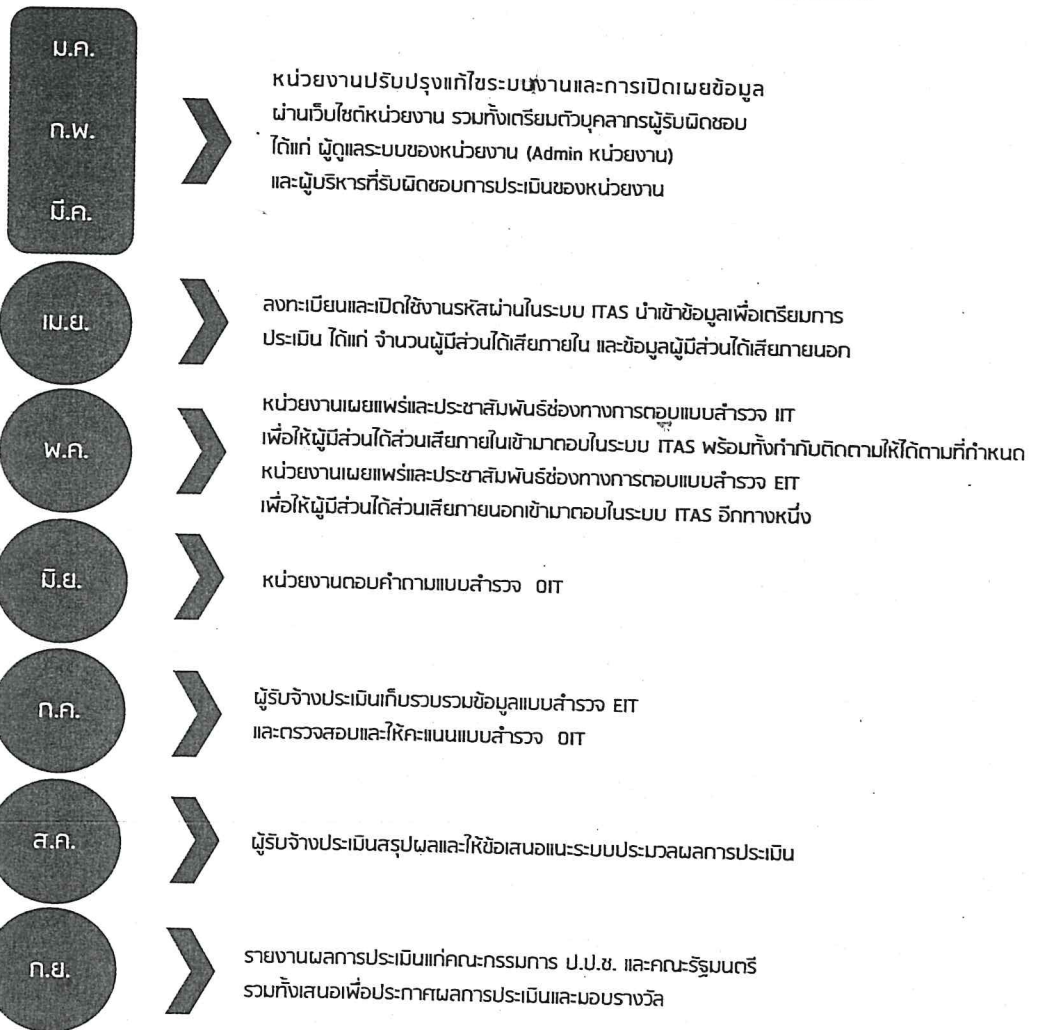 ม.ค.
ก.พ.
มี.ค.
หน่วยงานปรับปรุงแก้ไขระบบงานและการเปิดเผยข้อมูล
ผ่านเว็บไซต์หน่วยงาน รวมทั้งเตรียมตัวบุคลากรผู้รับผิดชอบ
ได้แก่ ผู้ดูแลระบบของหน่วยงาน (Admin หน่วยงาน)
และผู้บริหารที่รับผิดชอบการประเมินของหน่วยงาน
เม.ย.
ลงทะเบียนและเปิดใช้งานรหัสผ่านในระบบ ITAS นำเข้าข้อมูลเพื่อเตรียมการ
ประเมิน ได้แก่ จำนวนผู้มีส่วนได้เสียภายใน และข้อมูลผู้มีส่วนได้เสียภายนอก
พ.ค.
หน่วยงานเผยแพร่และประชาสัมพันธ์ช่องทางการตอบแบบสำรวจ IIT
เพื่อให้ผู้มีส่วนได้ส่วนเสียภายในเข้ามาตอบในระบบ ITAS พร้อมทั้งกำกับติดตามให้ได้ตามที่กำหนด
หน่วยงานเผยแพร่และประชาสัมพันธ์ช่องทางการตอบแบบสำรวจ EIT
เพื่อให้ผู้มีส่วนได้ส่วนเสียภายนอกเข้ามาตอบในระบบ ITAS อีกทางหนึ่ง
มิ.ย.
หน่วยงานตอบคำถามแบบสำรวจ OIT
ก.ค.
ผู้รับจ้างประเมินเก็บรวบรวมข้อมูลแบบสำรวจ EIT
และตรวจสอบและให้คะแนนแบบสำรวจ OIT
ส.ค.
ผู้รับจ้างประเมินสรุปผลและให้ข้อเสนอแนะระบบประมวลผลการประเมิน
ก.ย.
รายงานผลการประเมินแก่คณะกรรมการ ป.ป.ช. และคณะรัฐมนตรี
รวมทั้งเสนอเพื่อประกาศผลการประเมินและมอบรางวัล